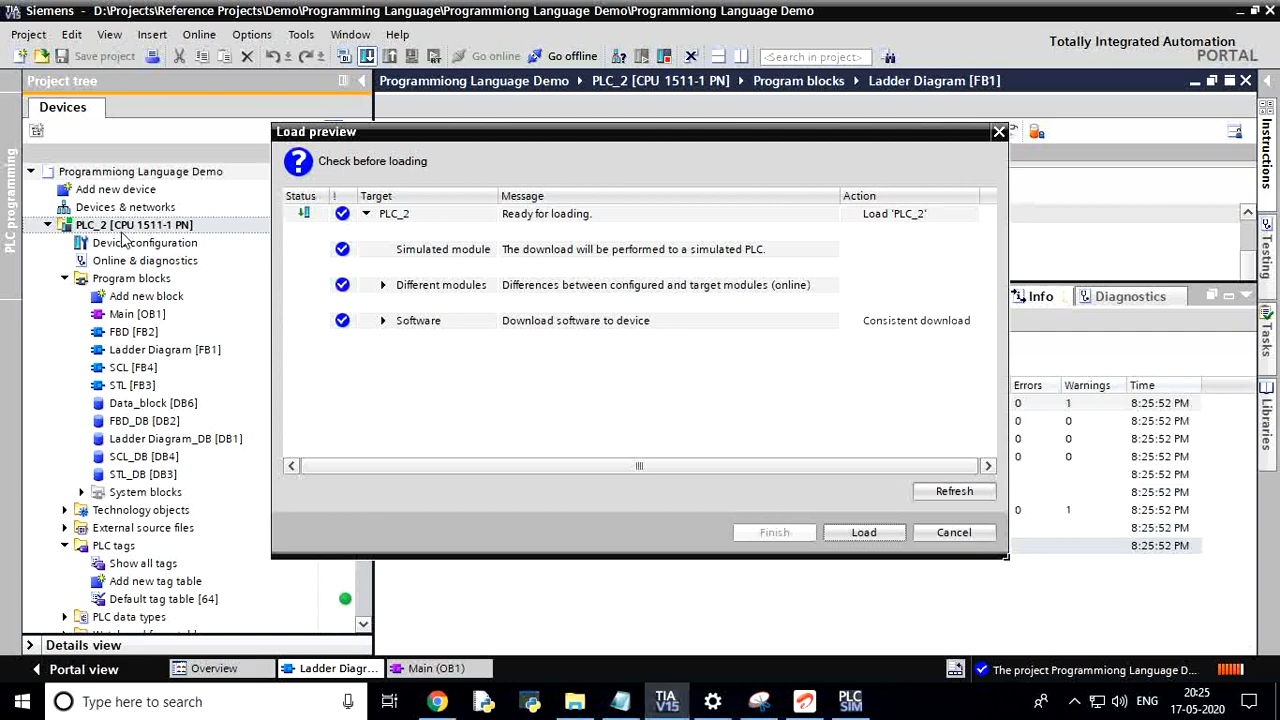 Siemens - D:\Projects\Reference Projects\Demo\Programming Language\Programmiong Language Demo\Programmiong Language Demo
TIA V15
Project Edit View Insert Online Options Tools Window Help
Totally Integrated Automation
PORTAL
Save project
Go online
Go offline
<Search in project>
Project tree
Programmiong Language Demo
PLC_2 [CPU 1511-1 PN]
Program blocks
Ladder Diagram [FB1]
Devices
PLC programming
Programmiong Language Demo
Add new device
Devices & networks
PLC_2 [CPU 1511-1 PN]
Device configuration
Online & diagnostics
Program blocks
Add new block
Main [OB1]
FBD [FB2]
Ladder Diagram [FB1]
SCL [FB4]
STL [FB3]
Data_block [DB6]
FBD_DB [DB2]
Ladder Diagram_DB [DB1]
SCL_DB [DB4]
STL_DB [DB3]
System blocks
Technology objects
External source files
PLC tags
Show all tags
Add new tag table
Default tag table [64]
PLC data types
Load preview
Check before loading
Status ! Target Message Action
PLC_2 Ready for loading. Load 'PLC_2'
Simulated module The download will be performed to a simulated PLC.
Different modules Differences between configured and target modules (online)
Software Download software to device Consistent download
Refresh
Finish Load Cancel
Info
Diagnostics
Errors Warnings Time
0 1 8:25:52 PM
0 0 8:25:52 PM
0 0 8:25:52 PM
0 0 8:25:52 PM
8:25:52 PM
8:25:52 PM
0 1 8:25:52 PM
8:25:52 PM
8:25:52 PM
Instructions
Testing
Tasks
Libraries
Details view
Portal view
Overview
Ladder Diagr...
Main (OB1)
The project Programmiong Language D...
Type here to search
TIA V15
PLC SIM
ENG
20:25
17-05-2020